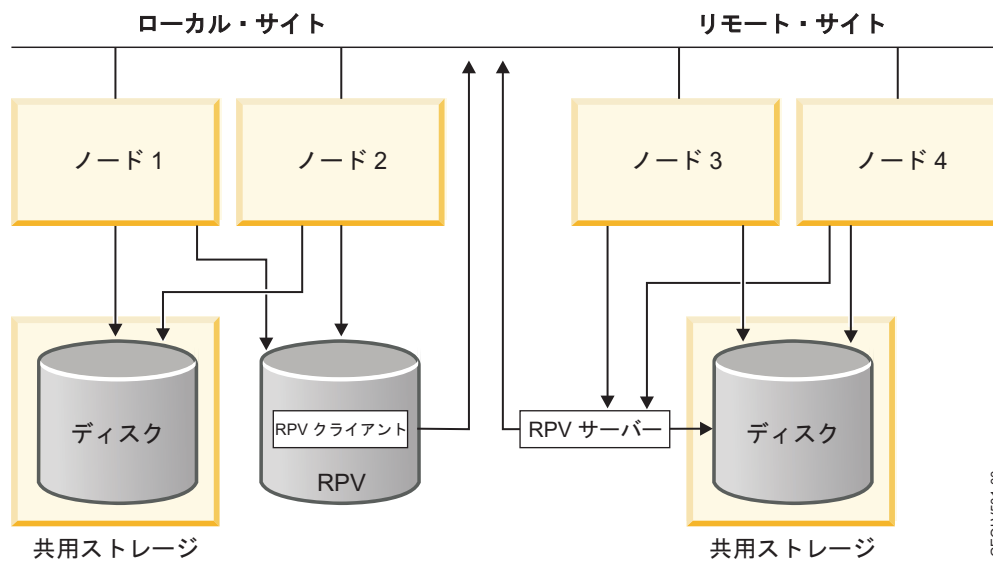 ローカル・サイト
リモート・サイト
ノード 1
ノード 2
ノード 3
ノード 4
ディスク
RPV クライアント
RPV
RPV サーバー
ディスク
共用ストレージ
共用ストレージ